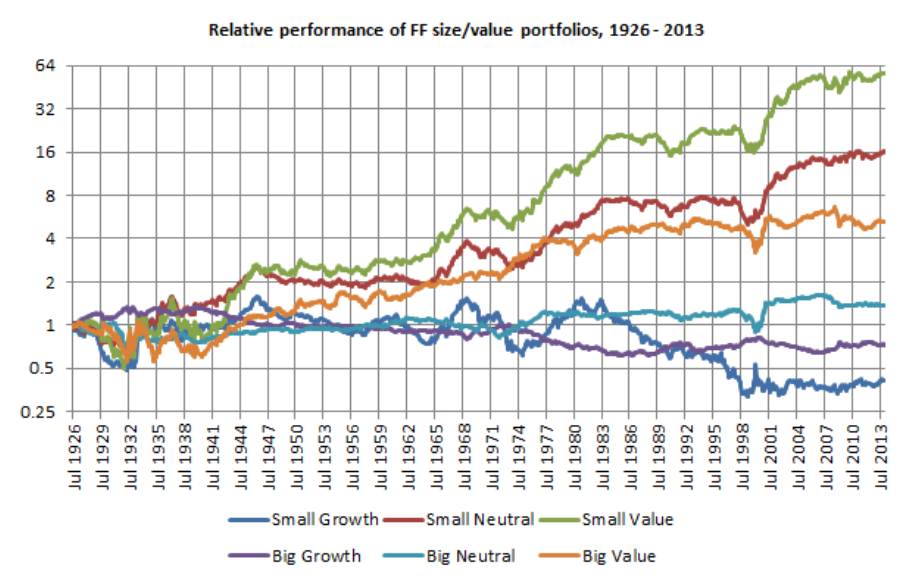 Relative performance of FF size/value portfolios, 1926 - 2013
64
32
16
8
4
2
1
0.5
0.25
Jul 1926
Jul 1929
Jul 1932
Jul 1935
Jul 1938
Jul 1941
Jul 1944
Jul 1947
Jul 1950
Jul 1953
Jul 1956
Jul 1959
Jul 1962
Jul 1965
Jul 1968
Jul 1971
Jul 1974
Jul 1977
Jul 1980
Jul 1983
Jul 1986
Jul 1989
Jul 1992
Jul 1995
Jul 1998
Jul 2001
Jul 2004
Jul 2007
Jul 2010
Jul 2013
Small Growth Small Neutral Small Value
Big Growth Big Neutral Big Value